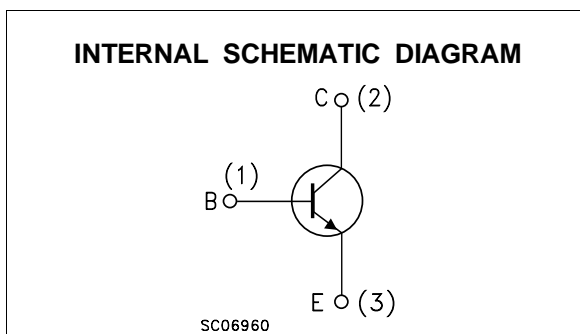 INTERNAL SCHEMATIC DIAGRAM
C (2)
(1)
B
E (3)
SC06960